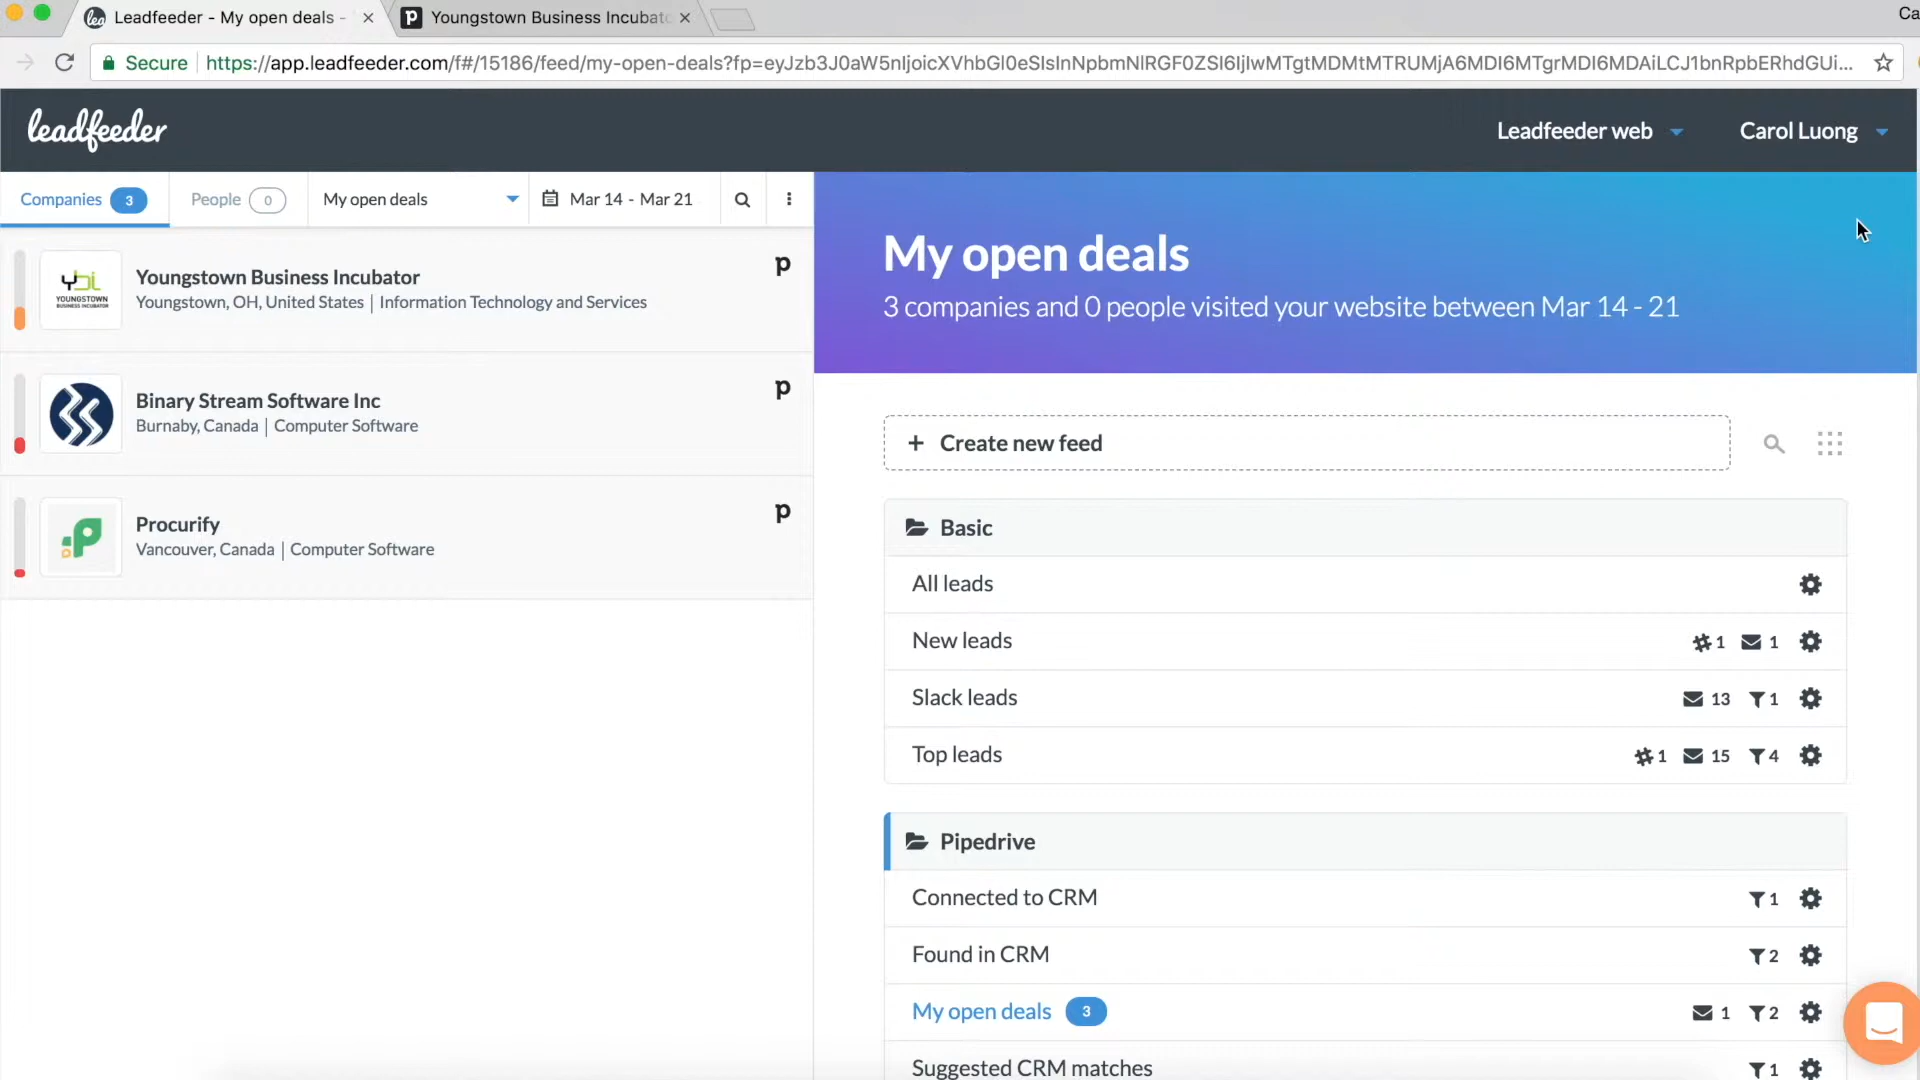 Leadfeeder - My open deals -
Youngstown Business Incubato
Ca
Secure
https://app.leadfeeder.com/f#/15186/feed/my-open-deals?fp=eyJzb3J0aW5nIjoicXVhbGl0eSIsInNpbmNlRGF0ZSI6IjIwMTgtMDMtMTRUMjA6MDI6MTgrMDI6MDAiLCJ1bnRpbERhdGUi...
leadfeeder
Leadfeeder web
Carol Luong
Companies 3
People 0
My open deals
Mar 14 - Mar 21
YOUNGSTOWN
BUSINESS INCUBATOR
Youngstown Business Incubator
Youngstown, OH, United States | Information Technology and Services
p
Binary Stream Software Inc
Burnaby, Canada | Computer Software
p
Procurify
Vancouver, Canada | Computer Software
p
My open deals
3 companies and 0 people visited your website between Mar 14 - 21
+ Create new feed
Basic
All leads
New leads
1 1
Slack leads
13 1
Top leads
1 15 4
Pipedrive
Connected to CRM
1
Found in CRM
2
My open deals 3
1 2
Suggested CRM matches
1